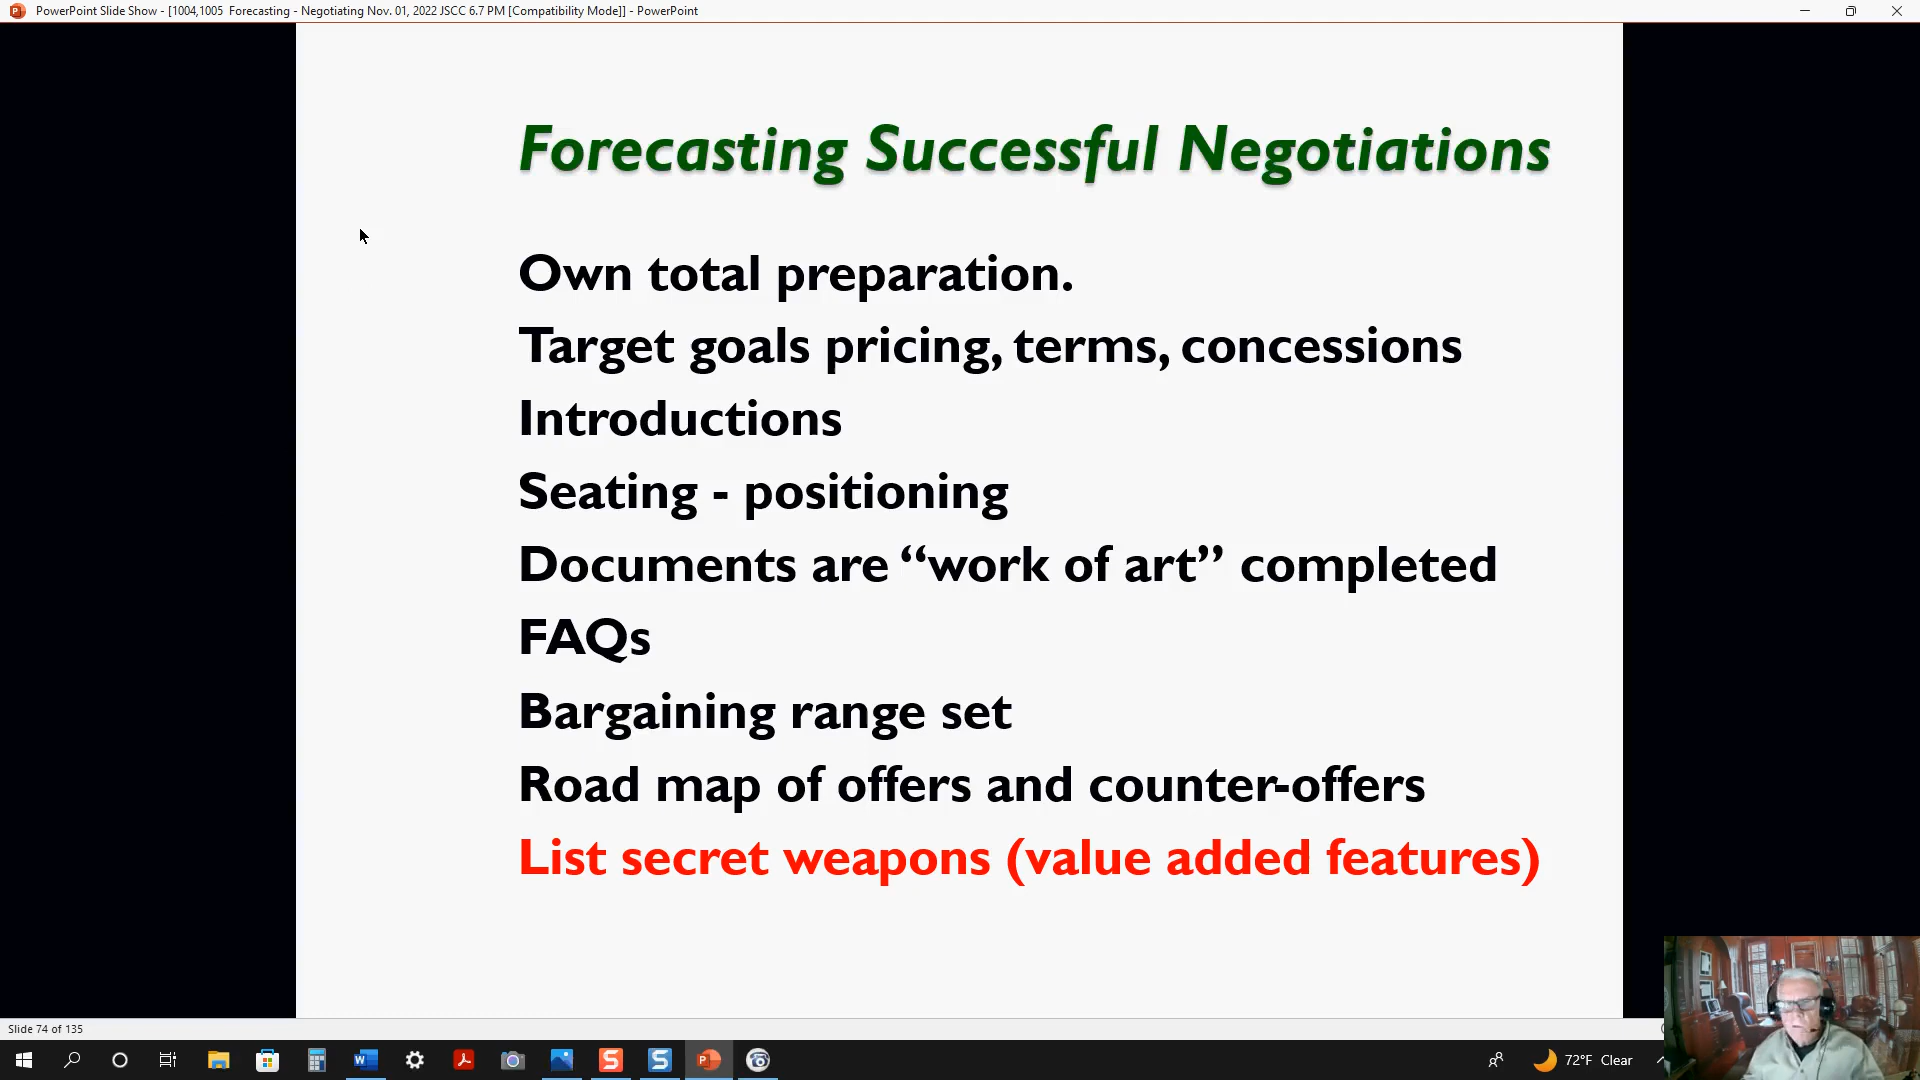 PowerPoint Slide Show - [1004,1005  Forecasting - Negotiating Nov. 01, 2022 JSCC 6.7 PM [Compatibility Mode]] - PowerPoint
Forecasting Successful Negotiations
Own total preparation.
Target goals pricing, terms, concessions
Introductions
Seating - positioning
Documents are “work of art” completed
FAQs
Bargaining range set
Road map of offers and counter-offers
List secret weapons (value added features)
Slide 74 of 135
72°F  Clear